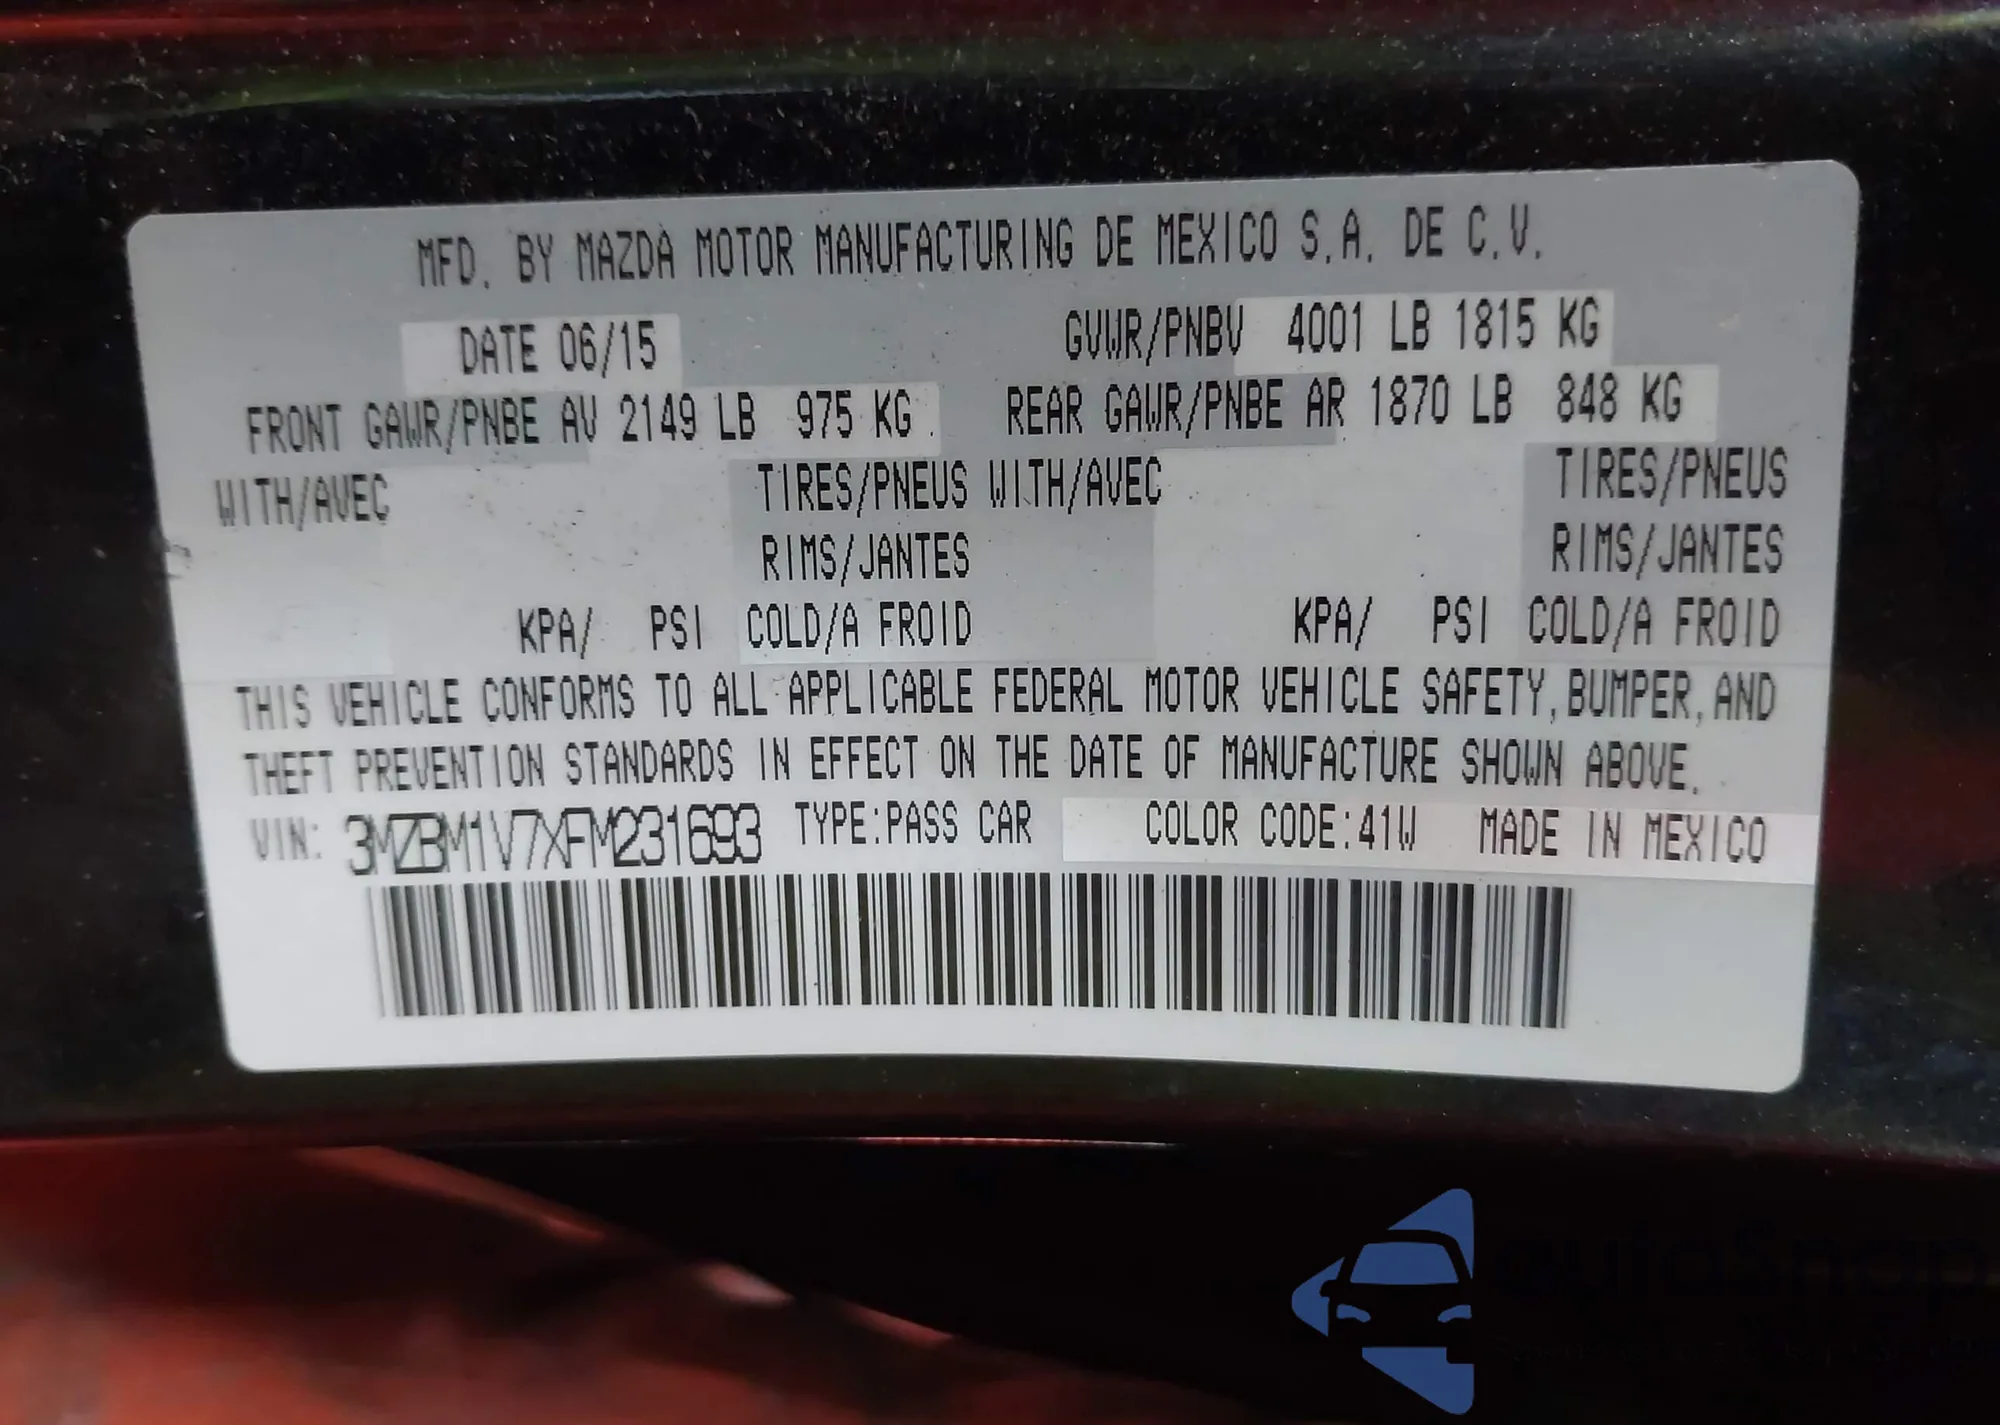 MFD. BY MAZDA MOTOR MANUFACTURING DE MEXICO S.A. DE C.V.
DATE 06/15 GVWR/PNBV 4001 LB 1815 KG
FRONT GAWR/PNBE AV 2149 LB 975 KG REAR GAWR/PNBE AR 1870 LB 848 KG
WITH/AVEC TIRES/PNEUS WITH/AVEC TIRES/PNEUS
RIMS/JANTES RIMS/JANTES
KPA/ PSI COLD/A FROID KPA/ PSI COLD/A FROID
THIS VEHICLE CONFORMS TO ALL APPLICABLE FEDERAL MOTOR VEHICLE SAFETY, BUMPER, AND
THEFT PREVENTION STANDARDS IN EFFECT ON THE DATE OF MANUFACTURE SHOWN ABOVE.
VIN: 3MZBM1V7XFM231693 TYPE:PASS CAR COLOR CODE:41W MADE IN MEXICO